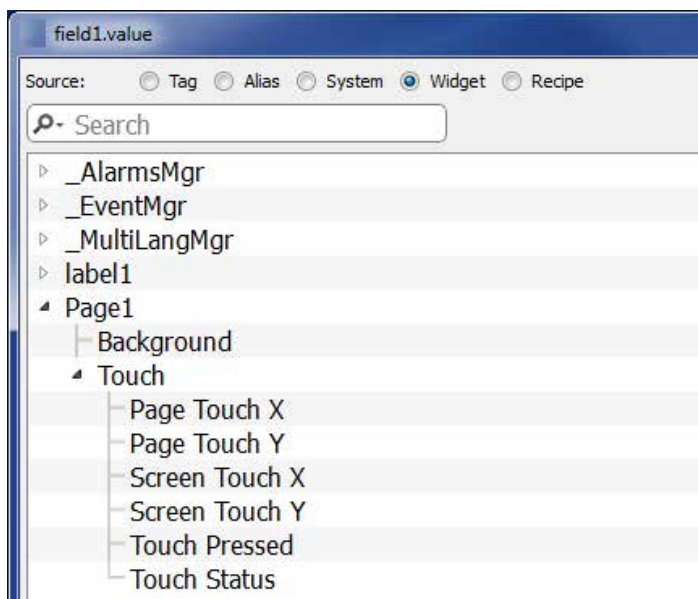 field1.value
Source: Tag Alias System Widget Recipe
Search
_AlarmsMgr
_EventMgr
_MultiLangMgr
label1
Page1
Background
Touch
Page Touch X
Page Touch Y
Screen Touch X
Screen Touch Y
Touch Pressed
Touch Status